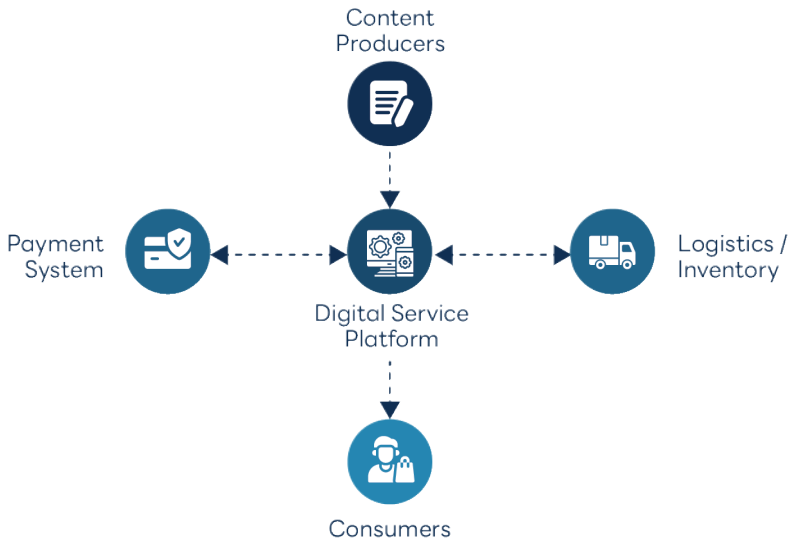 Content
Producers
Payment
System
Logistics /
Inventory
Digital Service
Platform
Consumers